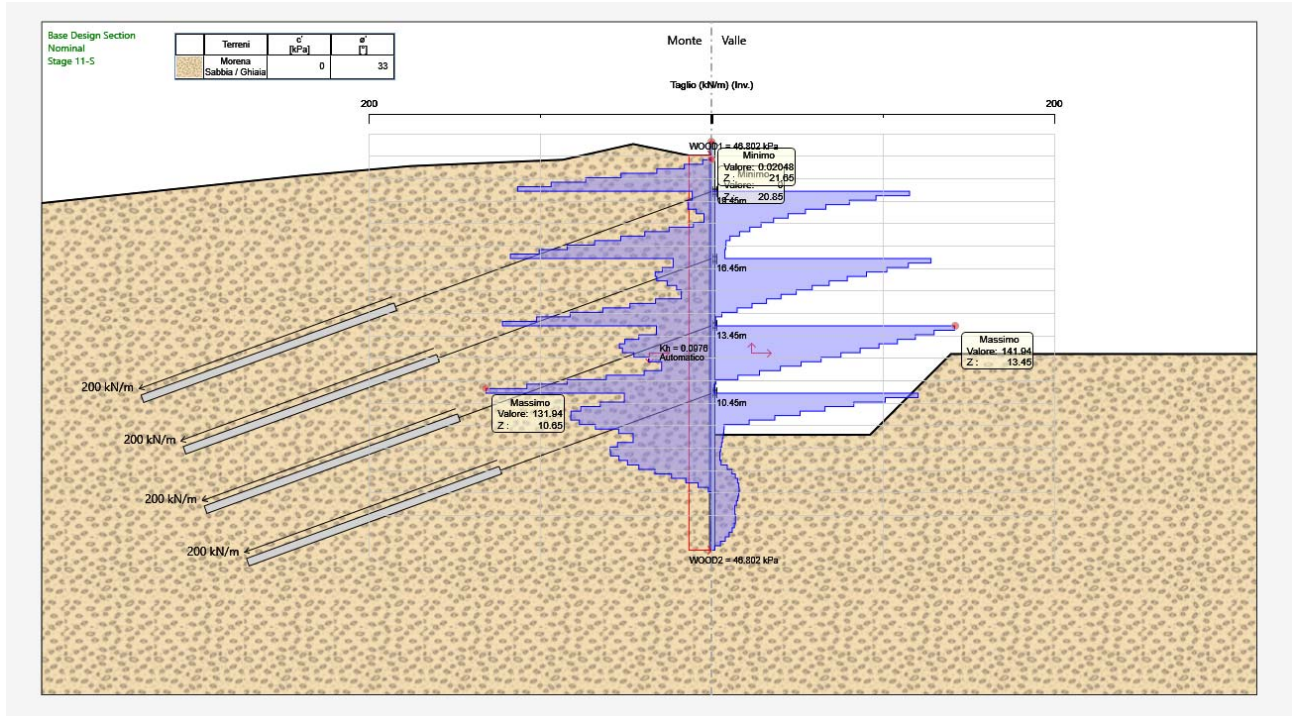 Base Design Section
Nominal
Stage 11-S
Terreni c' [kPa] ø' [°]
Morena
Sabbia / Ghiaia 0 33
Monte Valle
Taglio (kN/m) (Inv.)
200 200
WOOD1 = 46.802 kPa
Minimo
Valore: 0.02048
Z : 21.65
Minimo
Valore: 0
Z : 20.85
19.45m
16.45m
13.45m
Kh = 0.0976
Automatico
Massimo
Valore: 141.94
Z : 13.45
200 kN/m
10.45m
Massimo
Valore: 131.94
Z : 10.65
200 kN/m
200 kN/m
200 kN/m
WOOD2 = 46.802 kPa